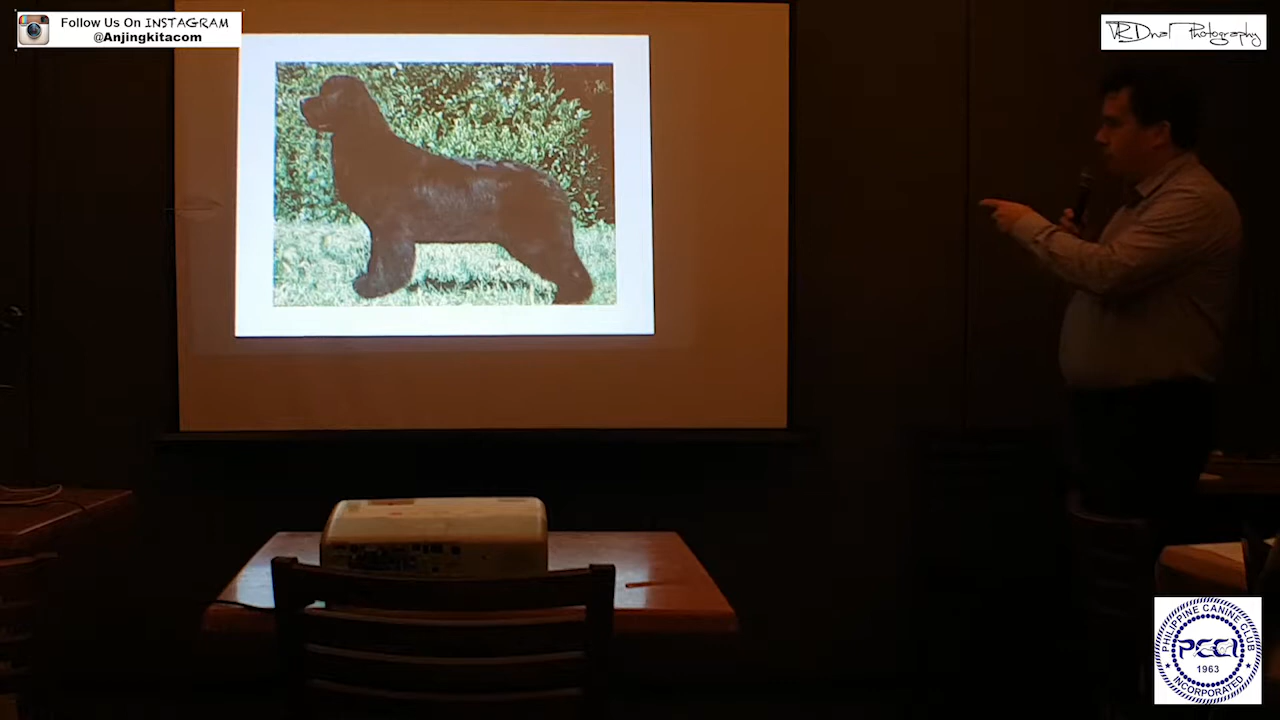 Follow Us On INSTAGRAM
@Anjingkitacom
VRDnal Photography
PHILIPPINE CANINE CLUB
PCCI
1963
INCORPORATED